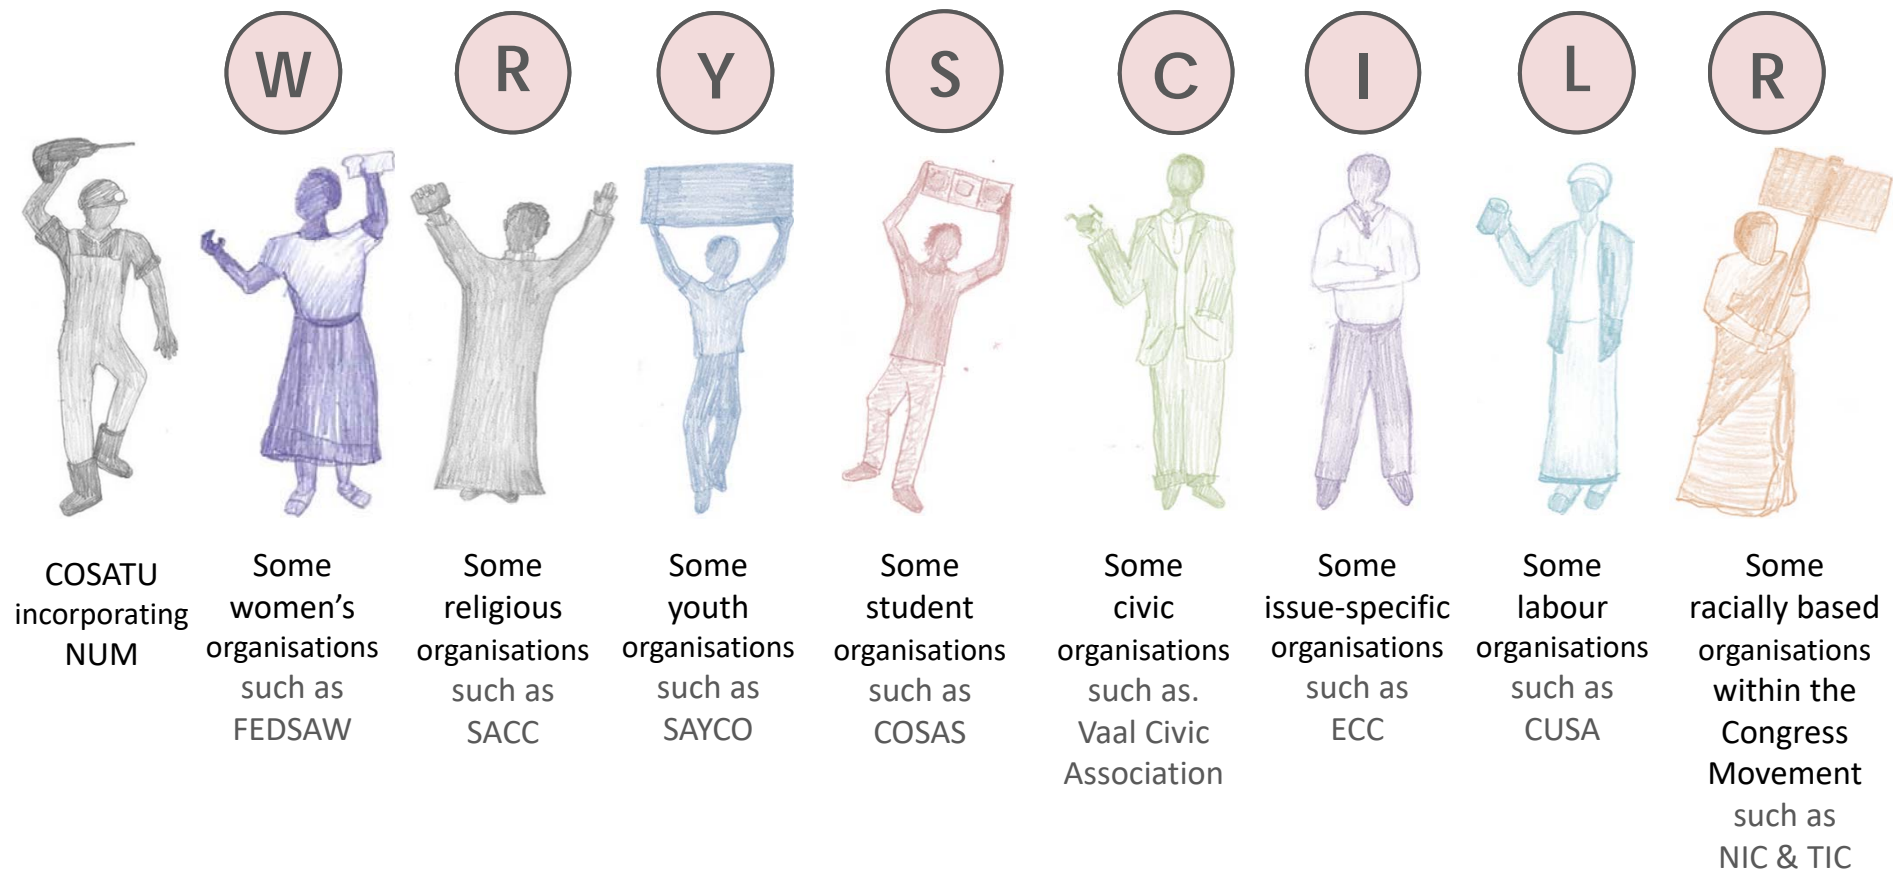 W
R
Y
S
C
I
L
R
COSATU
incorporating
NUM
Some
women’s
organisations
such as
FEDSAW
Some
religious
organisations
such as
SACC
Some
youth
organisations
such as
SAYCO
Some
student
organisations
such as
COSAS
Some
civic
organisations
such as.
Vaal Civic
Association
Some
issue-specific
organisations
such as
ECC
Some
labour
organisations
such as
CUSA
Some
racially based
organisations
within the
Congress
Movement
such as
NIC & TIC